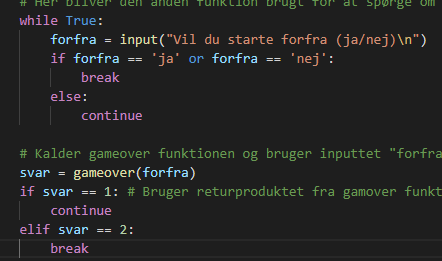 # Her bliver den anden funktion brugt for at spørge om
while True:
    forfra = input("Vil du starte forfra (ja/nej)\n")
    if forfra == 'ja' or forfra == 'nej':
        break
    else:
        continue
# Kalder gameover funktionen og bruger inputtet "forfra
svar = gameover(forfra)
if svar == 1: # Bruger returproduktet fra gamover funkt
    continue
elif svar == 2:
    break